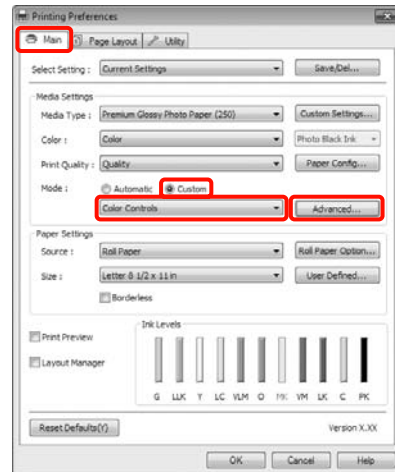 Printing Preferences
Main Page Layout Utility
Select Setting : Current Settings Save/Del...
Media Settings
Media Type : Premium Glossy Photo Paper (250) Custom Settings...
Color : Color Photo Black Ink
Print Quality : Quality Paper Config...
Mode : Automatic Custom
Color Controls Advanced...
Paper Settings
Source : Roll Paper Roll Paper Option...
Size : Letter 8 1/2 x 11 in User Defined...
Borderless
Print Preview
Layout Manager
Ink Levels
G LLK Y LC VLM O MK VM LK C PK
Reset Defaults(Y) Version X.XX
OK Cancel Help